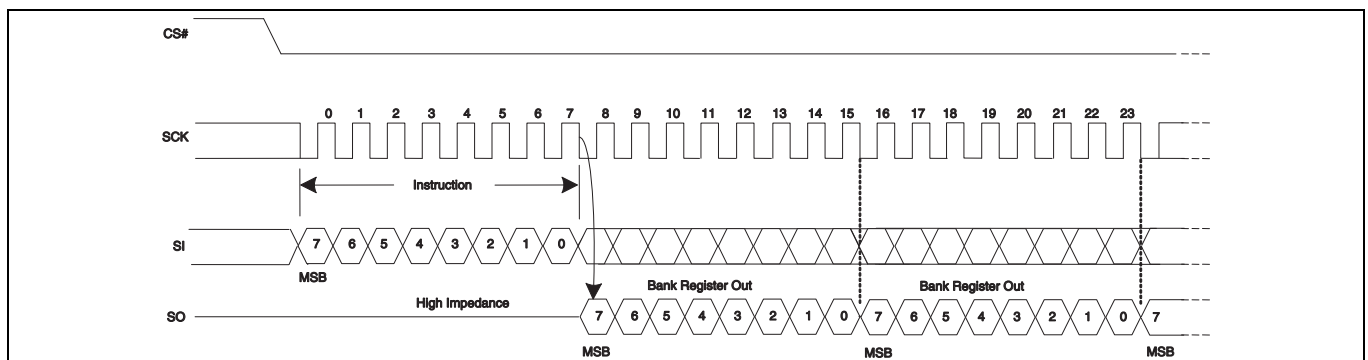 CS#
0 1 2 3 4 5 6 7 8 9 10 11 12 13 14 15 16 17 18 19 20 21 22 23
SCK
Instruction
SI 7 6 5 4 3 2 1 0
MSB
Bank Register Out Bank Register Out
High Impedance
SO 7 6 5 4 3 2 1 0 7 6 5 4 3 2 1 0 7
MSB MSB MSB